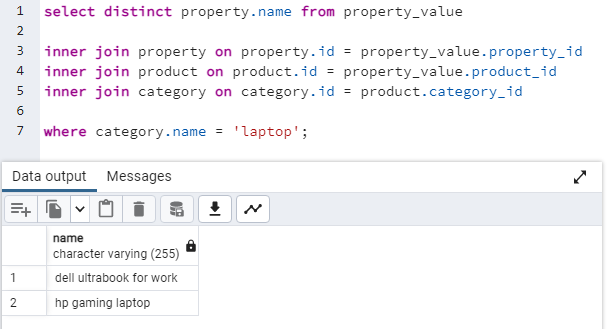 1 select distinct property.name from property_value
2
3 inner join property on property.id = property_value.property_id
4 inner join product on product.id = property_value.product_id
5 inner join category on category.id = product.category_id
6
7 where category.name = 'laptop';
Data output Messages
name
character varying (255)
1 dell ultrabook for work
2 hp gaming laptop